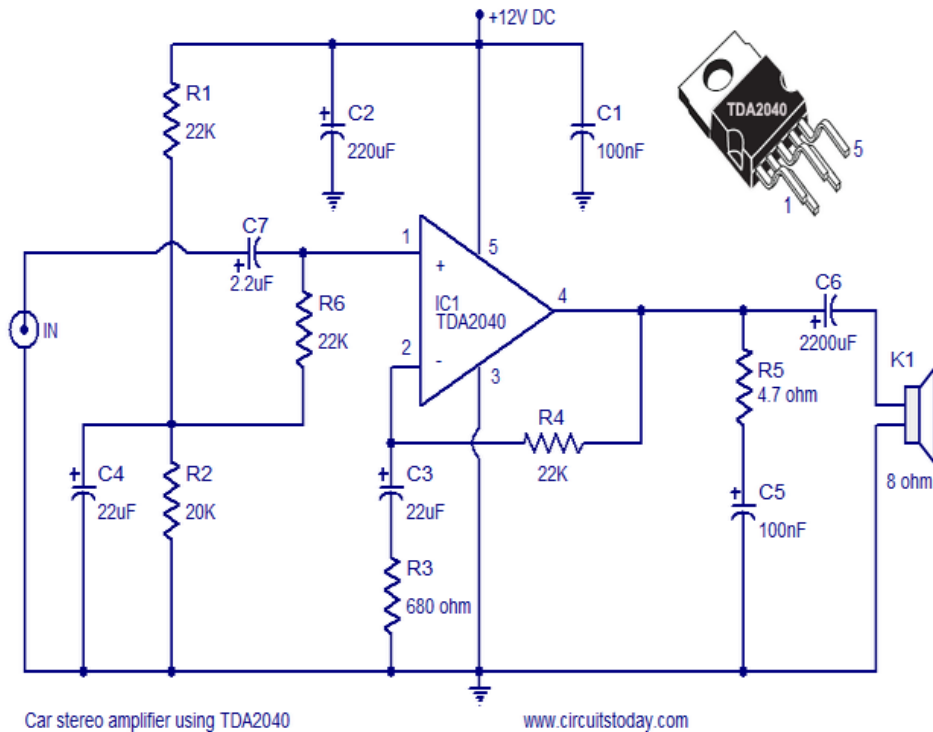 +12V DC
R1
22K
+
C2
220uF
C1
100nF
TDA2040
5
1
C7
+
2.2uF
1
5
+
R6
22K
IC1
TDA2040
4
C6
+
2200uF
IN
2
-
3
R5
4.7 ohm
K1
8 ohm
R4
22K
+
C4
22uF
R2
20K
+
C3
22uF
+
C5
100nF
R3
680 ohm
Car stereo amplifier using TDA2040
www.circuitstoday.com